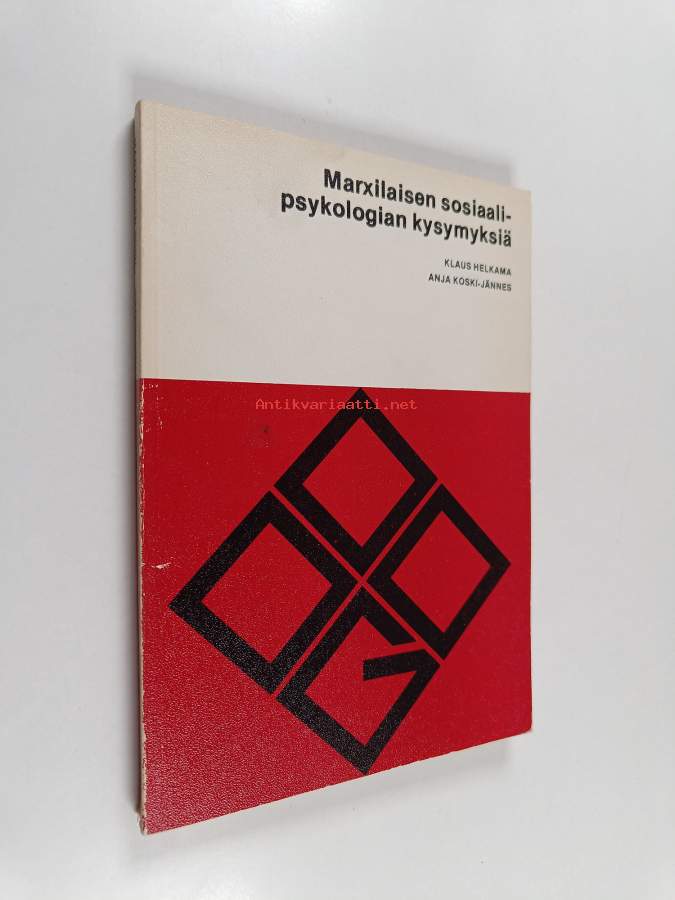 Marxilaisen sosiaali-
psykologian kysymyksiä
KLAUS HELKAMA
ANJA KOSKI-JÄNNES
Antikvariaatti.net